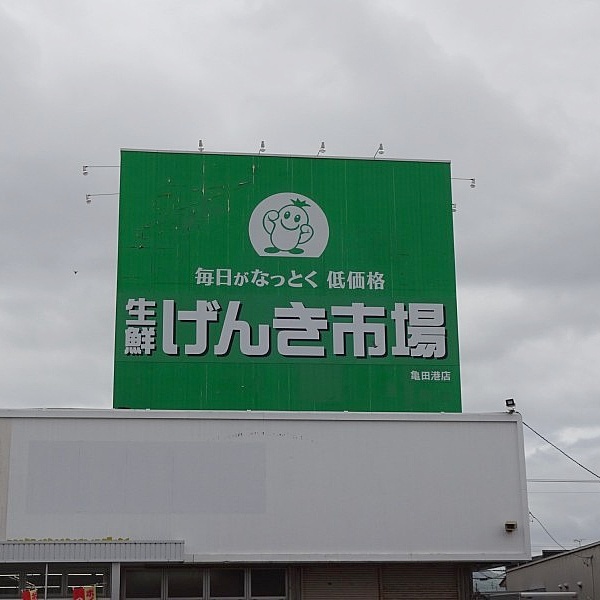 毎日がなっとく 低価格
生鮮げんき市場
亀田港店